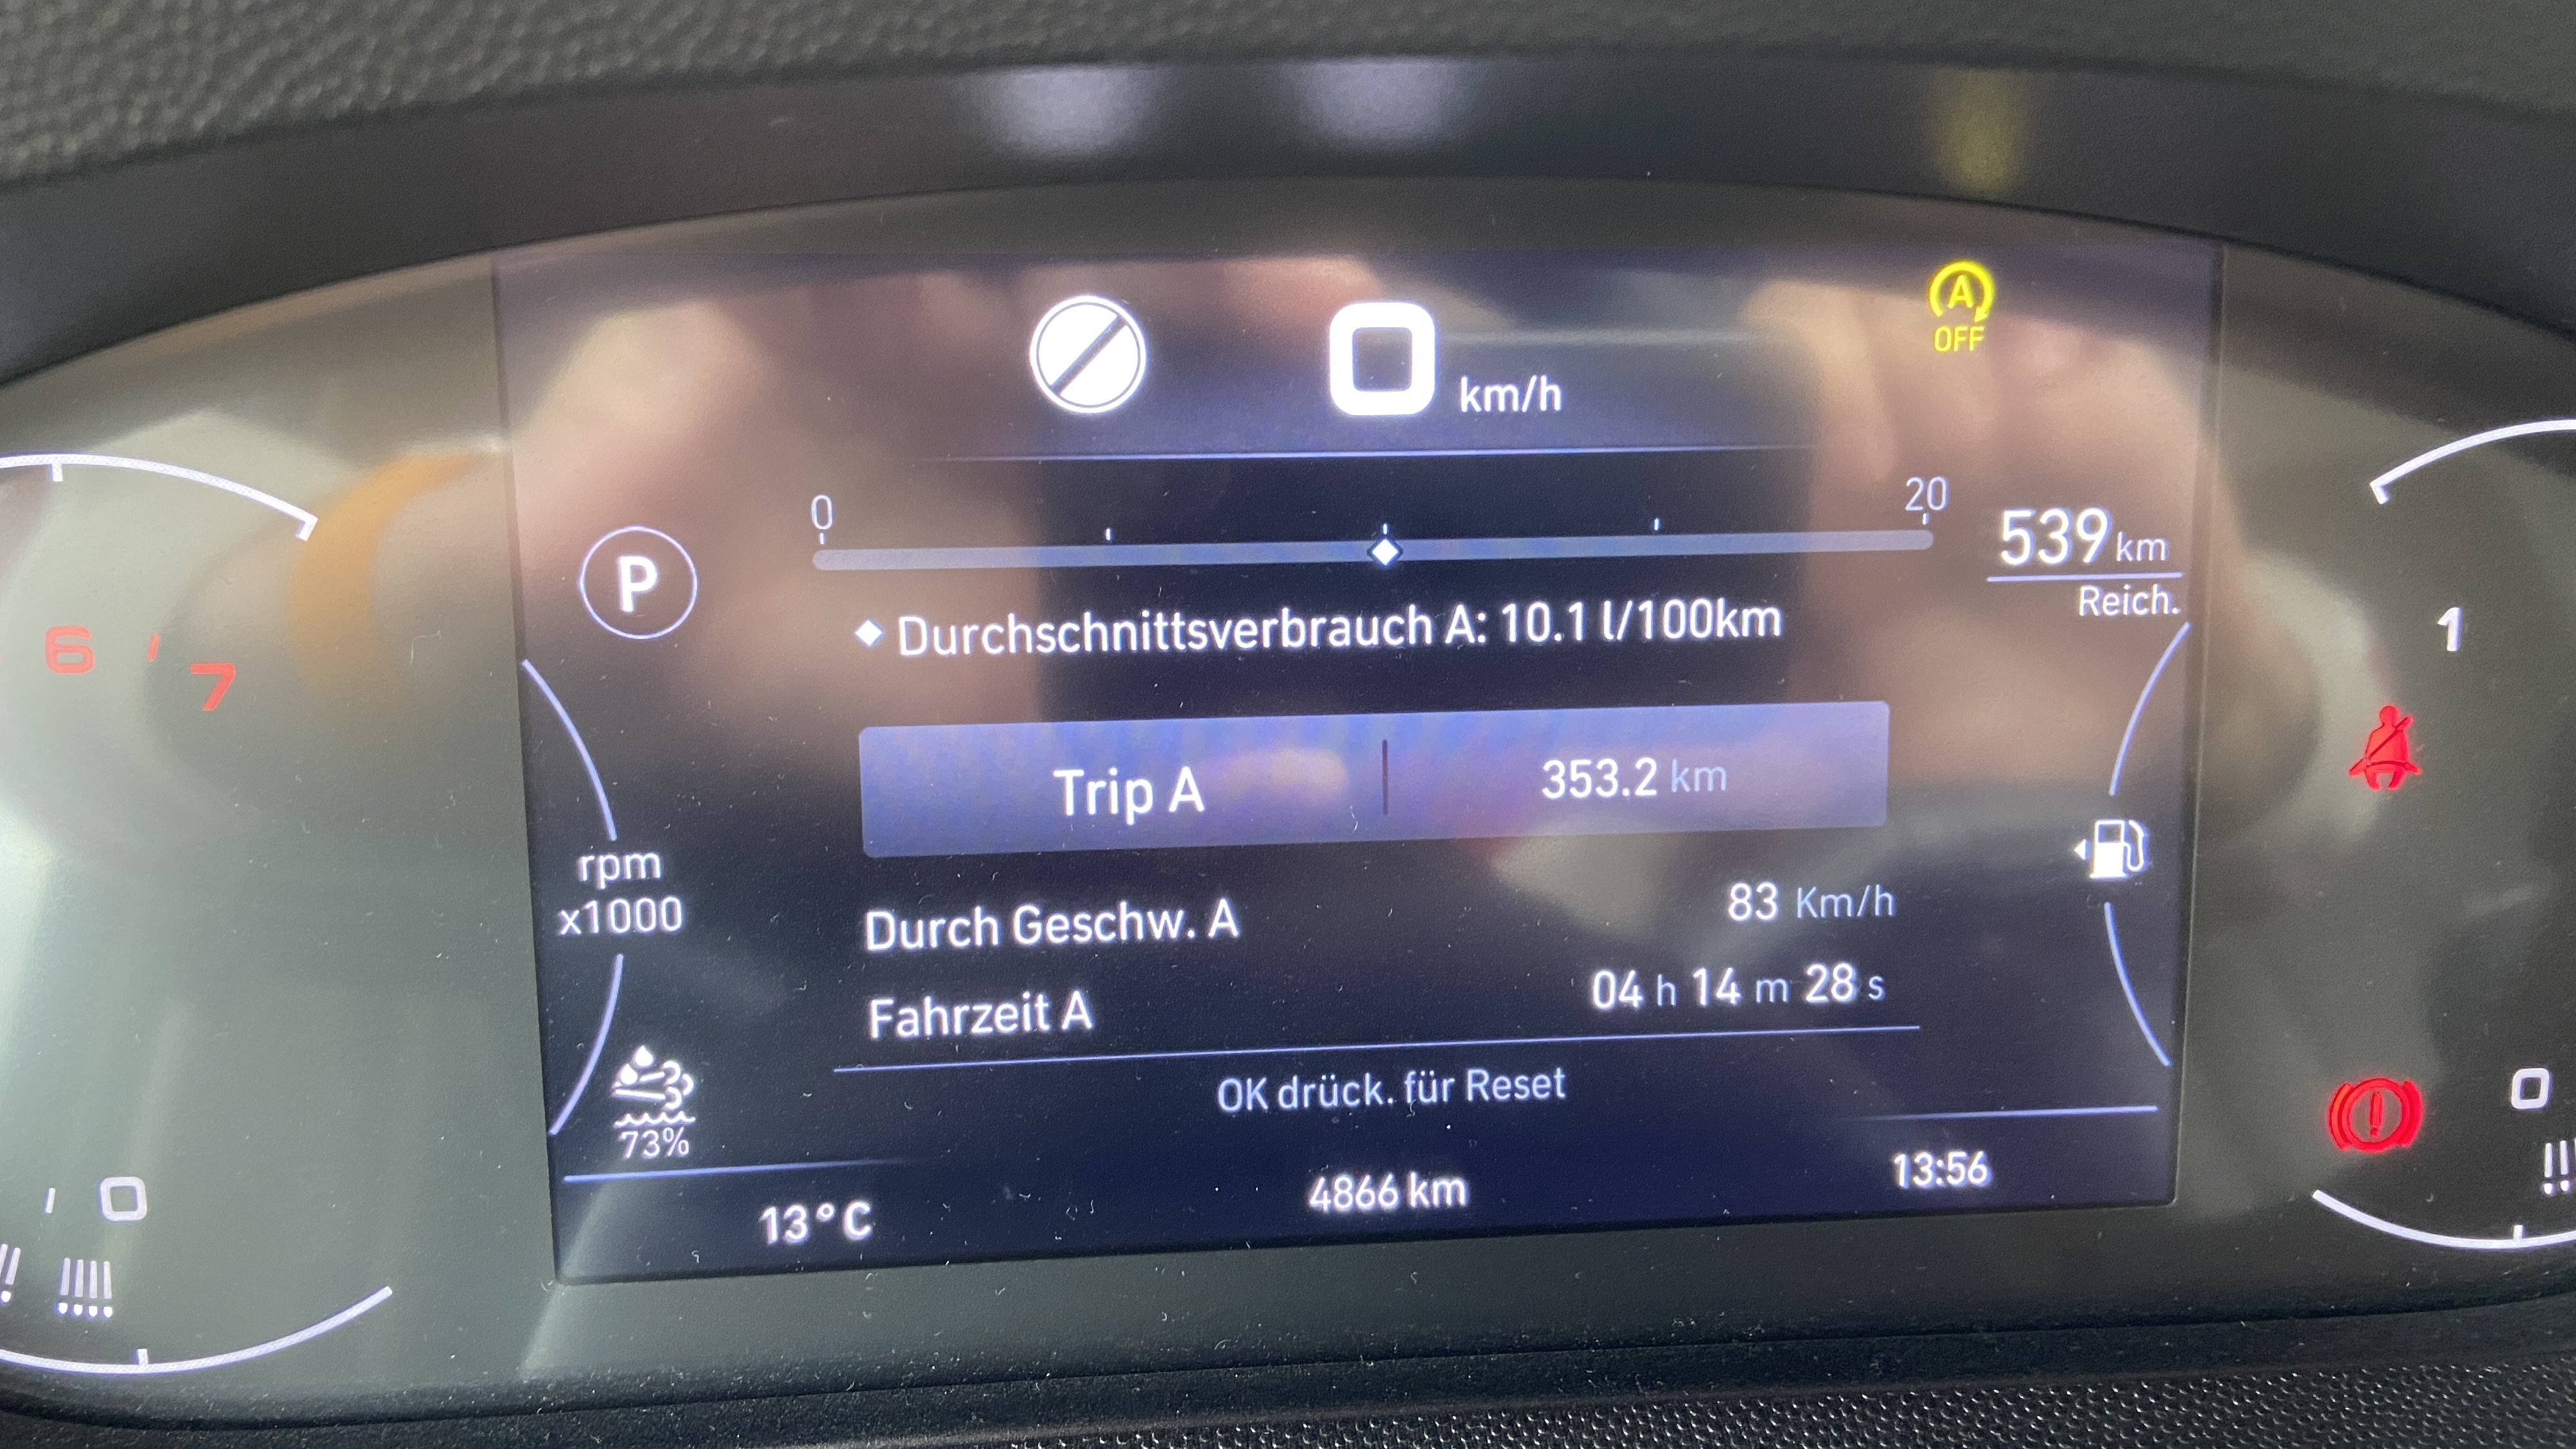 0 km/h
A
OFF
0
20
539 km
Reich.
P
Durchschnittsverbrauch A: 10.1 l/100km
6
7
1
Trip A
353.2 km
rpm
x1000
Durch Geschw. A
83 Km/h
Fahrzeit A
04 h 14 m 28 s
OK drück. für Reset
73%
0
0
13°C
4866 km
13:56